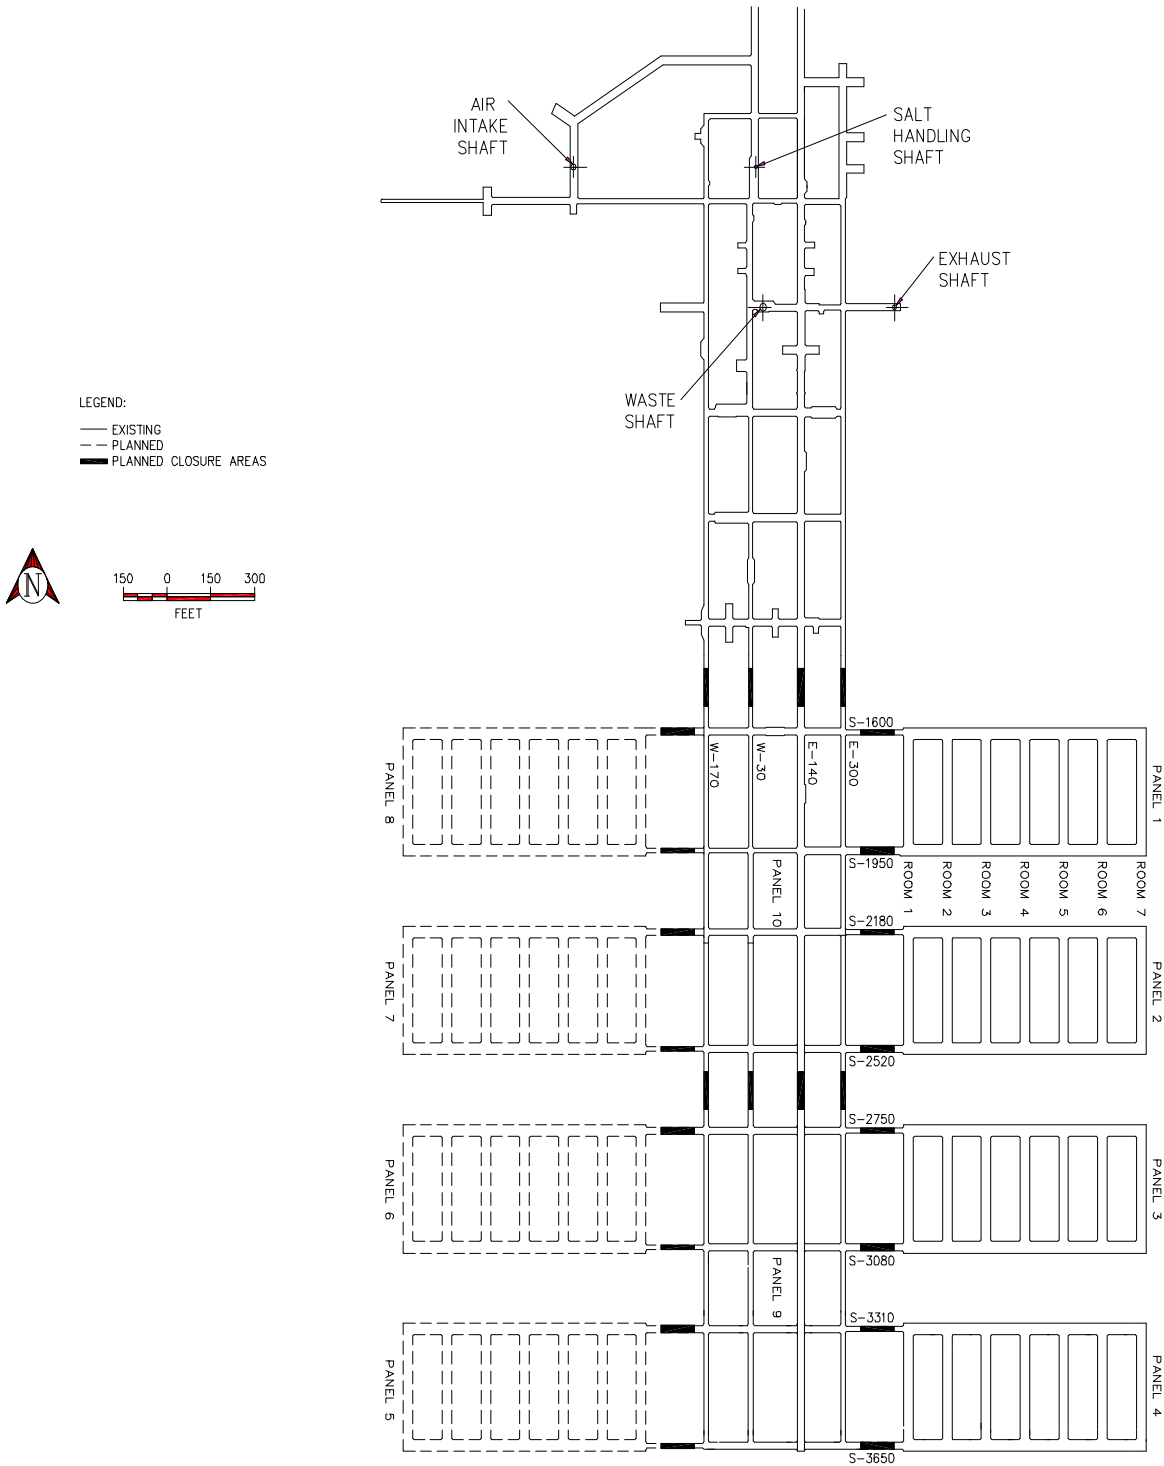 AIR
INTAKE
SHAFT
SALT
HANDLING
SHAFT
EXHAUST
SHAFT
WASTE
SHAFT
LEGEND:
EXISTING
PLANNED
PLANNED CLOSURE AREAS
N
150 0 150 300
FEET
S-1600
W-170
W-30
E-140
E-300
PANEL 8
PANEL 1
S-1950
PANEL 10
ROOM 1
ROOM 2
ROOM 3
ROOM 4
ROOM 5
ROOM 6
ROOM 7
S-2180
PANEL 7
PANEL 2
S-2520
S-2750
PANEL 6
PANEL 3
S-3080
PANEL 9
S-3310
PANEL 5
PANEL 4
S-3650